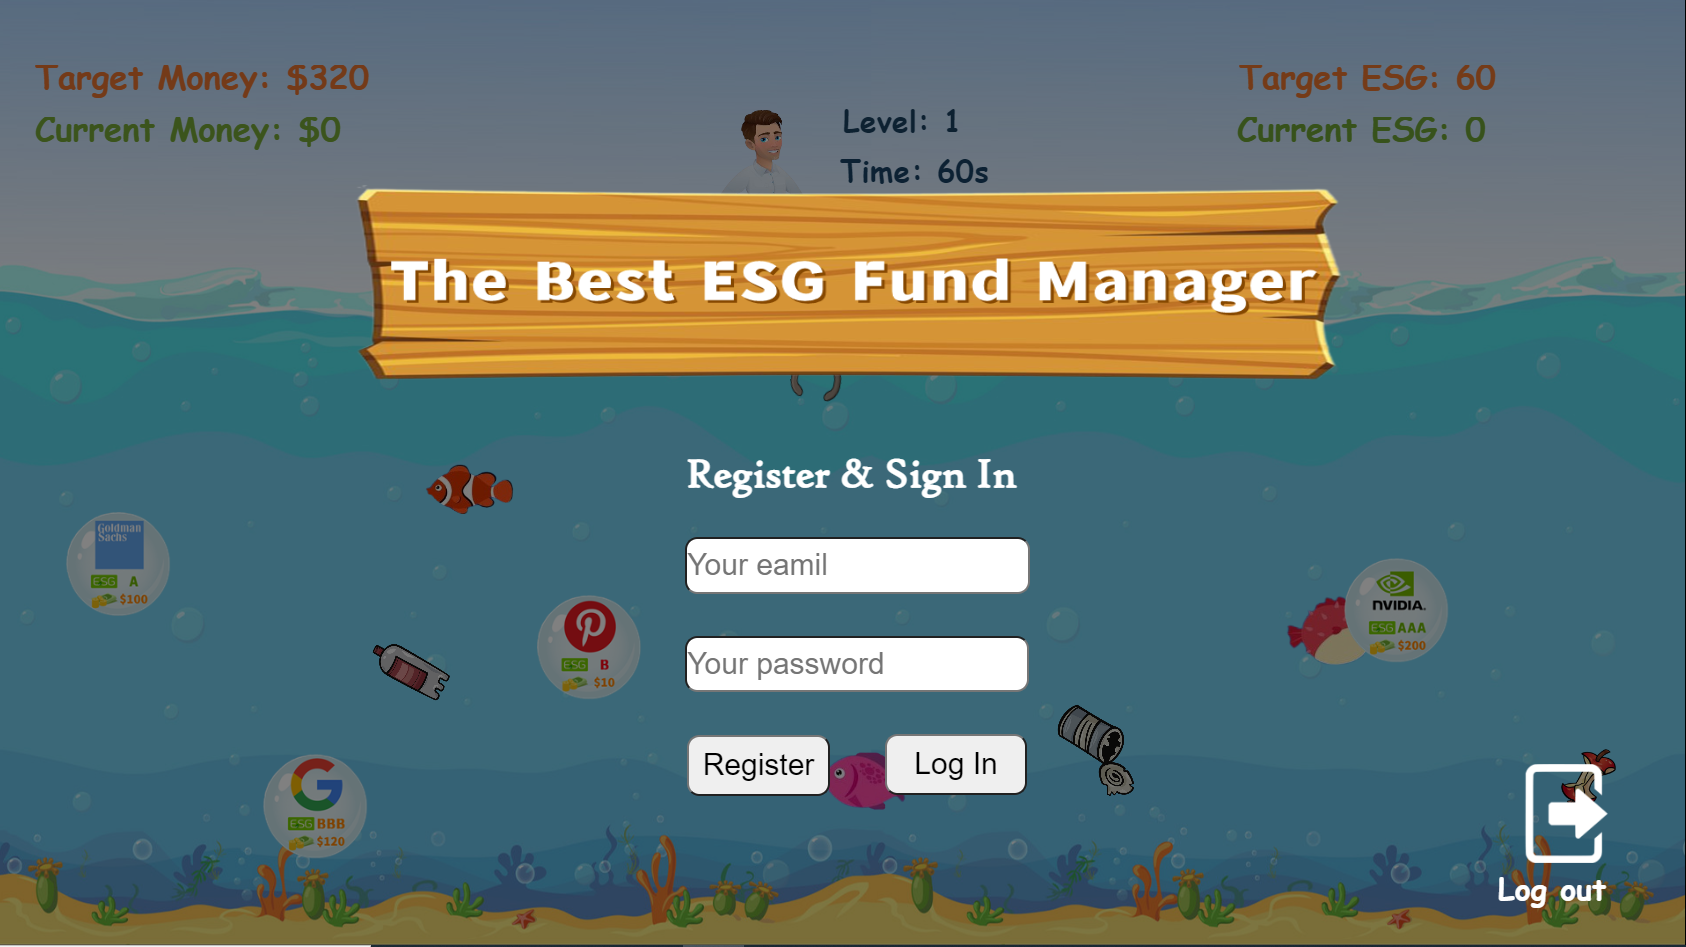 Target Money: $320
Current Money: $0
Level: 1
Time: 60s
Target ESG: 60
Current ESG: 0
The Best ESG Fund Manager
Register & Sign In
Your eamil
Your password
Register
Log In
Goldman
Sachs
ESG A
$100
ESG B
$10
NVIDIA.
ESG AAA
$200
ESG BBB
$120
Log out